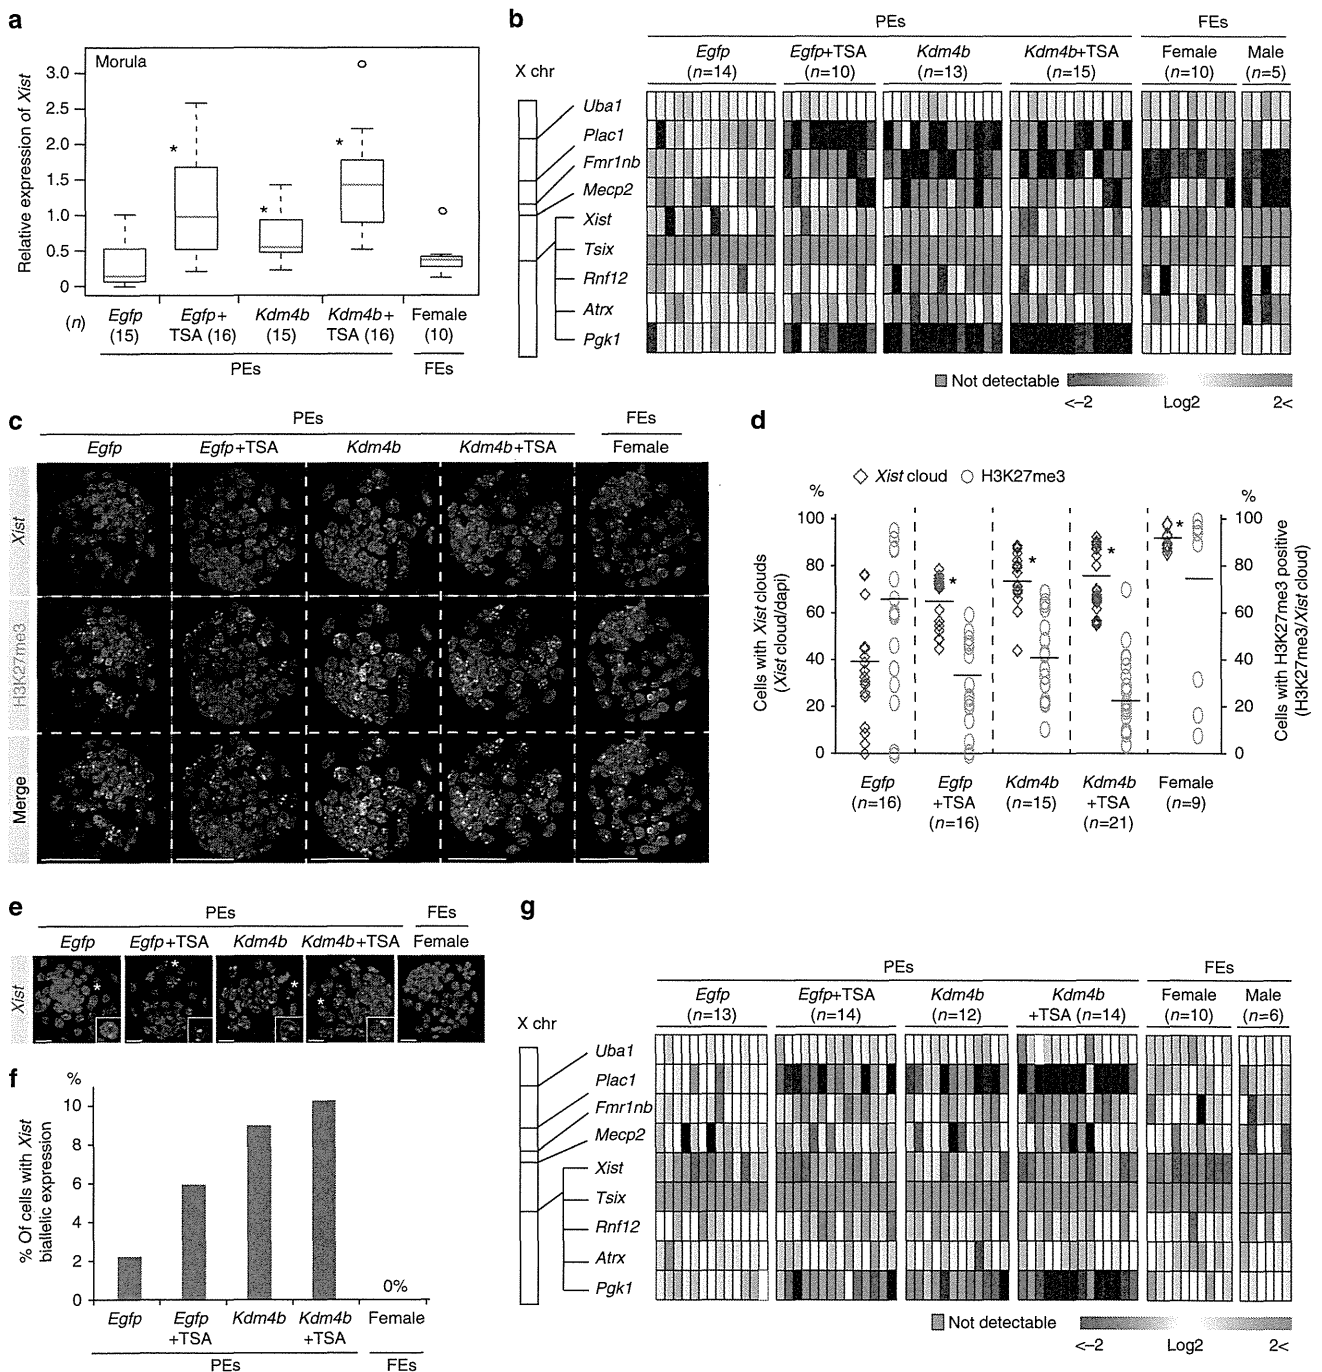 a
Relative expression of Xist
Morula
3.0
2.5
2.0
1.5
1.0
0.5
0
*
*
*
(n)
Egfp (15)
Egfp+ TSA (16)
Kdm4b (15)
Kdm4b+ TSA (16)
Female (10)
PEs
FEs
b
PEs
FEs
Egfp (n=14)
Egfp+TSA (n=10)
Kdm4b (n=13)
Kdm4b+TSA (n=15)
Female (n=10)
Male (n=5)
X chr
Uba1
Plac1
Fmr1nb
Mecp2
Xist
Tsix
Rnf12
Atrx
Pgk1
Not detectable
<–2
Log2
2<
c
PEs
FEs
Egfp
Egfp+TSA
Kdm4b
Kdm4b+TSA
Female
Xist
H3K27me3
Merge
d
Xist cloud
H3K27me3
%
%
Cells with Xist clouds
(Xist cloud/dapi)
100
80
60
40
20
0
*
*
*
*
100
80
60
40
20
0
Cells with H3K27me3 positive
(H3K27me3/Xist cloud)
Egfp (n=16)
Egfp +TSA (n=16)
Kdm4b (n=15)
Kdm4b +TSA (n=21)
Female (n=9)
e
PEs
FEs
Egfp
Egfp+TSA
Kdm4b
Kdm4b+TSA
Female
Xist
*
*
*
*
f
%
% Of cells with Xist
biallelic expression
10
8
6
4
2
0
0%
Egfp
Egfp +TSA
Kdm4b
Kdm4b +TSA
Female
PEs
FEs
g
PEs
FEs
Egfp (n=13)
Egfp+TSA (n=14)
Kdm4b (n=12)
Kdm4b +TSA (n=14)
Female (n=10)
Male (n=6)
X chr
Uba1
Plac1
Fmr1nb
Mecp2
Xist
Tsix
Rnf12
Atrx
Pgk1
Not detectable
<–2
Log2
2<